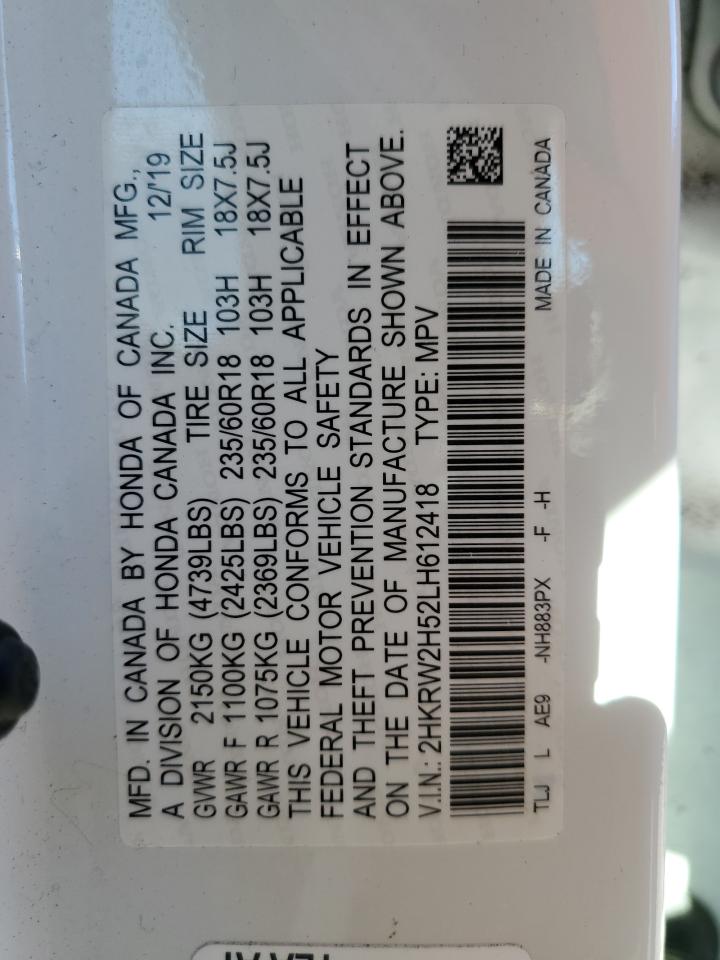 MFD. IN CANADA BY HONDA OF CANADA MFG.,
A DIVISION OF HONDA CANADA INC. 12/'19
GVWR 2150KG (4739LBS) TIRE SIZE RIM SIZE
GAWR F 1100KG (2425LBS) 235/60R18 103H 18X7.5J
GAWR R 1075KG (2369LBS) 235/60R18 103H 18X7.5J
THIS VEHICLE CONFORMS TO ALL APPLICABLE
FEDERAL MOTOR VEHICLE SAFETY
AND THEFT PREVENTION STANDARDS IN EFFECT
ON THE DATE OF MANUFACTURE SHOWN ABOVE.
V.I.N.: 2HKRW2H52LH612418 TYPE: MPV
TLJ L AE9 -NH883PX -F -H MADE IN CANADA